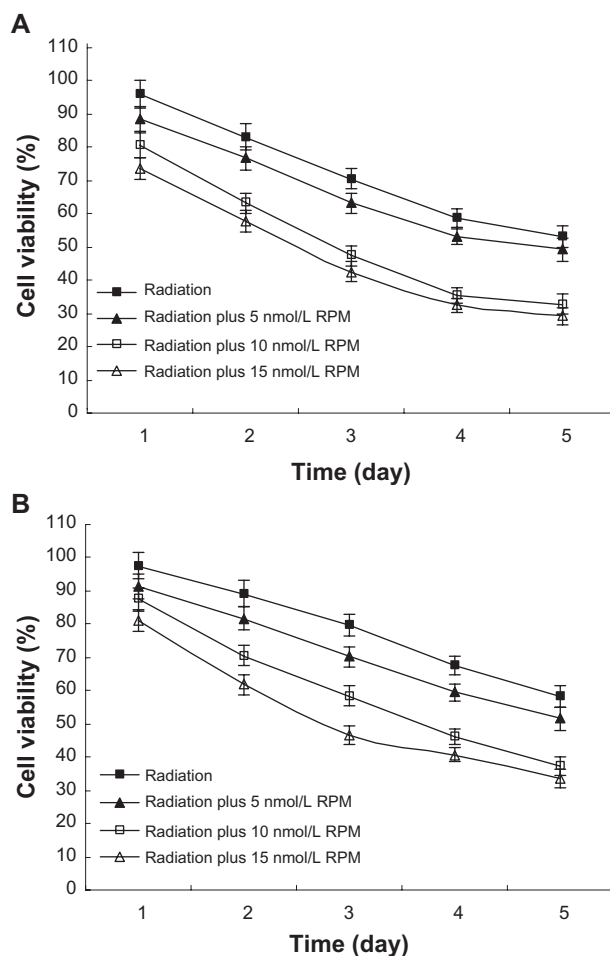 A
110
100
90
80
70
60
50
40
30
20
10
0
Cell viability (%)
Radiation
Radiation plus 5 nmol/L RPM
Radiation plus 10 nmol/L RPM
Radiation plus 15 nmol/L RPM
1 2 3 4 5
Time (day)
B
110
100
90
80
70
60
50
40
30
20
10
0
Cell viability (%)
Radiation
Radiation plus 5 nmol/L RPM
Radiation plus 10 nmol/L RPM
Radiation plus 15 nmol/L RPM
1 2 3 4 5
Time (day)